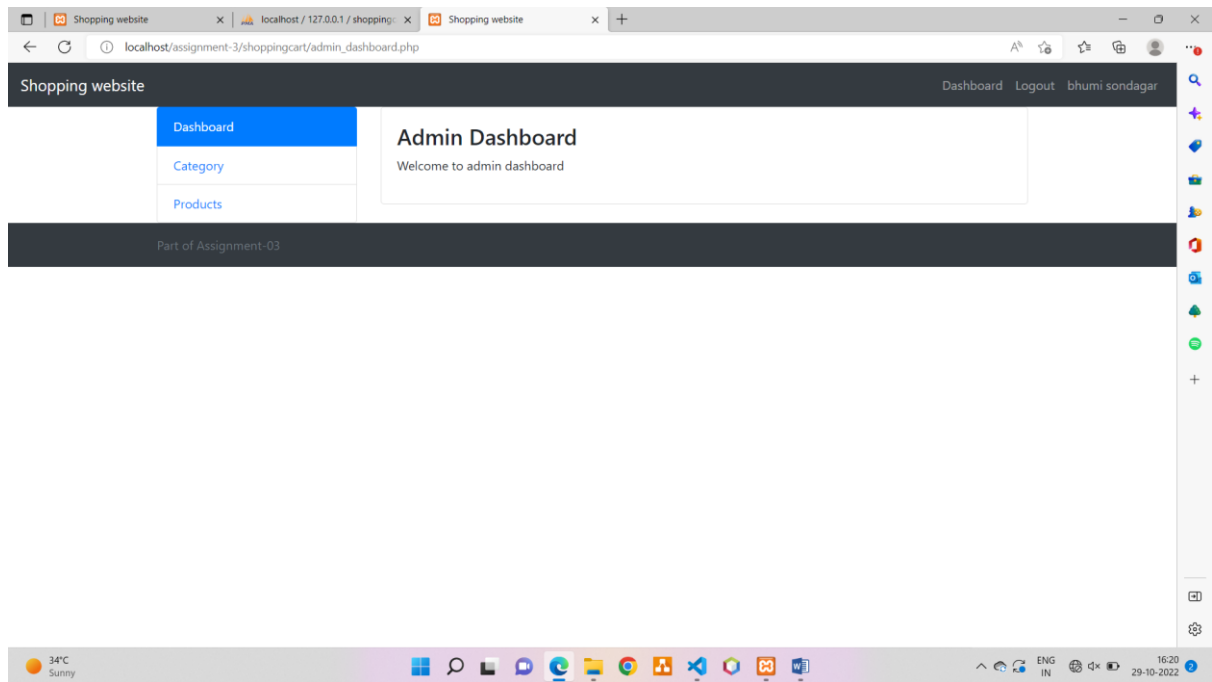 Shopping website
localhost / 127.0.0.1 / shopping
Shopping website
localhost/assignment-3/shoppingcart/admin_dashboard.php
Shopping website
Dashboard Logout bhumi sondagar
Dashboard
Category
Products
Admin Dashboard
Welcome to admin dashboard
Part of Assignment-03
34°C
Sunny
ENG
IN
16:20
29-10-2022
2